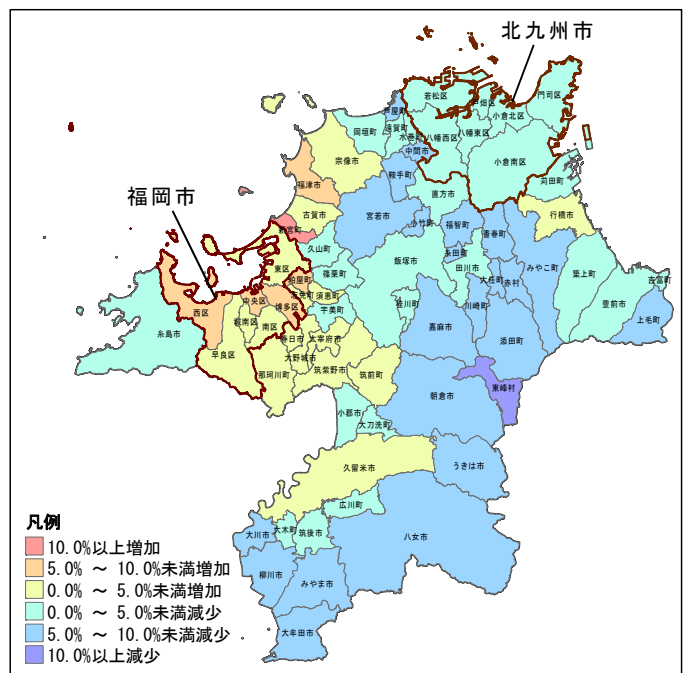 北九州市
福岡市
門司区
若松区
戸畑区
小倉北区
芦屋町
遠賀町
水巻町
岡垣町
八幡西区
八幡東区
小倉南区
中間市
宗像市
鞍手町
苅田町
福津市
直方市
行橋市
古賀市
宮若市
小竹町
福智町
香春町
新宮町
久山町
みやこ町
東区
篠栗町
飯塚市
糸田町
田川市
大任町
赤村
築上町
吉富町
粕屋町
志免町
須恵町
宇美町
豊前市
上毛町
西区
中央区
博多区
城南区
南区
桂川町
川崎町
添田町
嘉麻市
糸島市
早良区
春日市
大野城市
太宰府市
那珂川町
筑紫野市
筑前町
朝倉市
東峰村
小郡市
大刀洗町
久留米市
うきは市
広川町
大川市
大木町
筑後市
八女市
柳川市
みやま市
大牟田市
凡例
10.0%以上増加
5.0% ～ 10.0%未満増加
0.0% ～ 5.0%未満増加
0.0% ～ 5.0%未満減少
5.0% ～ 10.0%未満減少
10.0%以上減少